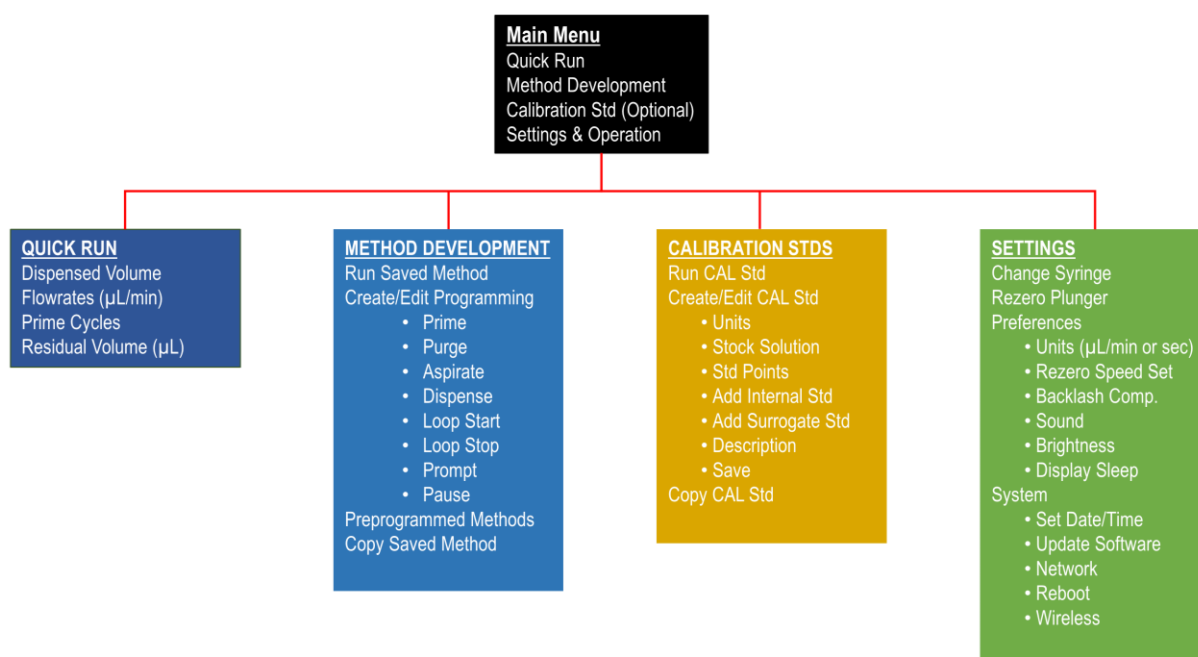 Main Menu
Quick Run
Method Development
Calibration Std (Optional)
Settings & Operation
QUICK RUN
Dispensed Volume
Flowrates (µL/min)
Prime Cycles
Residual Volume (µL)
METHOD DEVELOPMENT
Run Saved Method
Create/Edit Programming
• Prime
• Purge
• Aspirate
• Dispense
• Loop Start
• Loop Stop
• Prompt
• Pause
Preprogrammed Methods
Copy Saved Method
CALIBRATION STDS
Run CAL Std
Create/Edit CAL Std
• Units
• Stock Solution
• Std Points
• Add Internal Std
• Add Surrogate Std
• Description
• Save
Copy CAL Std
SETTINGS
Change Syringe
Rezero Plunger
Preferences
• Units (µL/min or sec)
• Rezero Speed Set
• Backlash Comp.
• Sound
• Brightness
• Display Sleep
System
• Set Date/Time
• Update Software
• Network
• Reboot
• Wireless